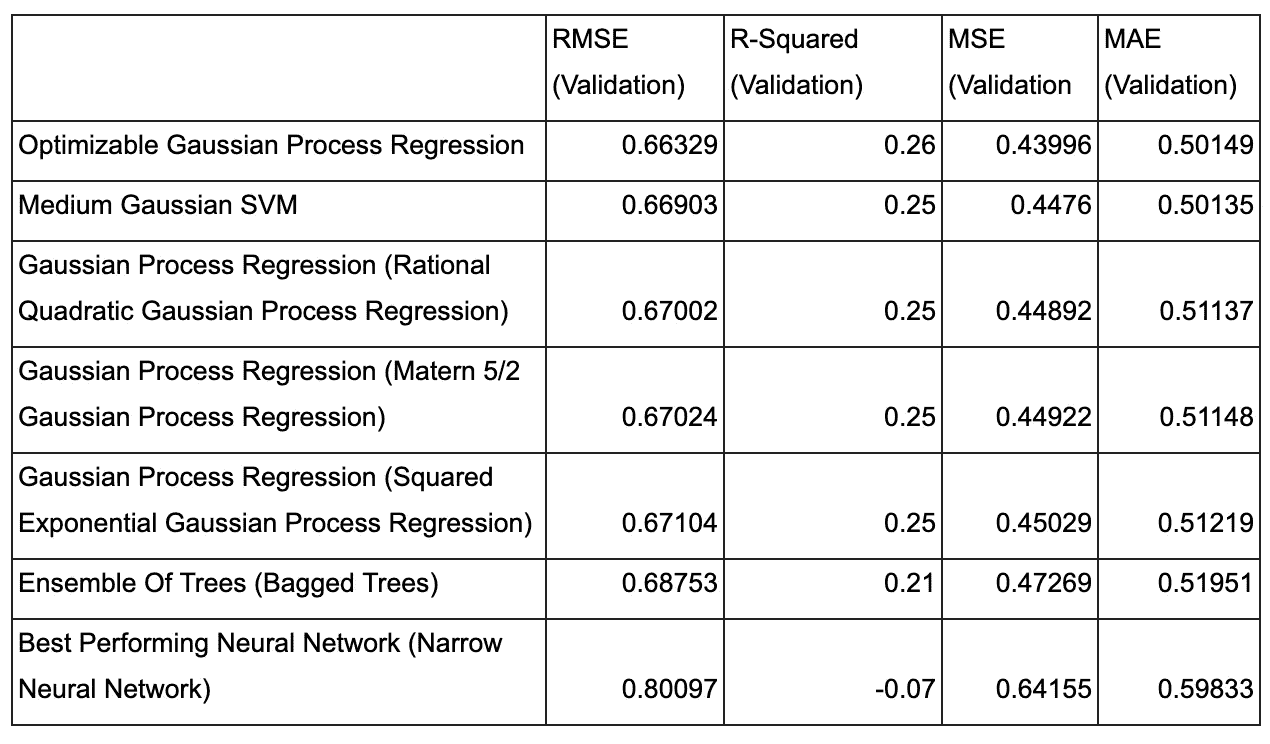 RMSE R-Squared MSE MAE
(Validation) (Validation) (Validation (Validation)
Optimizable Gaussian Process Regression 0.66329 0.26 0.43996 0.50149
Medium Gaussian SVM 0.66903 0.25 0.4476 0.50135
Gaussian Process Regression (Rational
Quadratic Gaussian Process Regression) 0.67002 0.25 0.44892 0.51137
Gaussian Process Regression (Matern 5/2
Gaussian Process Regression) 0.67024 0.25 0.44922 0.51148
Gaussian Process Regression (Squared
Exponential Gaussian Process Regression) 0.67104 0.25 0.45029 0.51219
Ensemble Of Trees (Bagged Trees) 0.68753 0.21 0.47269 0.51951
Best Performing Neural Network (Narrow
Neural Network) 0.80097 -0.07 0.64155 0.59833